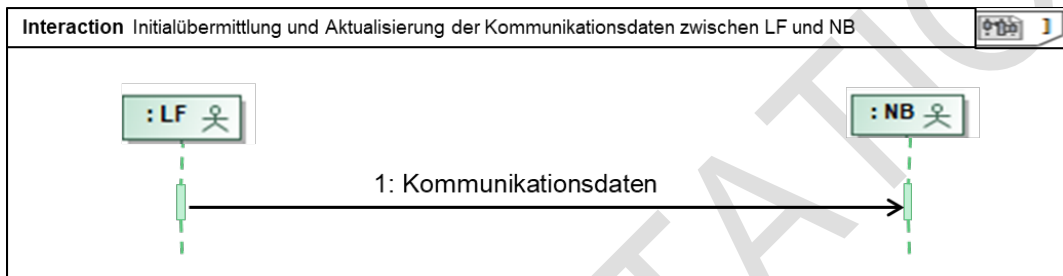 Interaction Initialübermittlung und Aktualisierung der Kommunikationsdaten zwischen LF und NB
: LF
: NB
1: Kommunikationsdaten